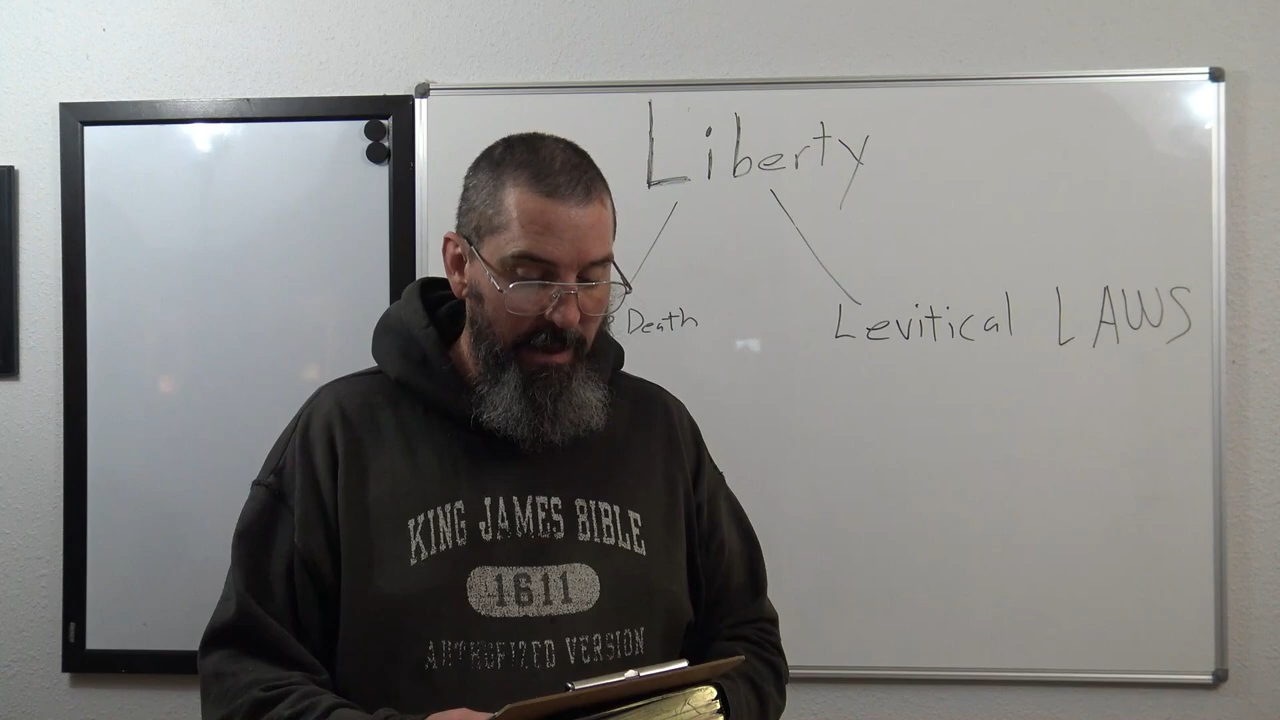 Liberty
Death
Levitical LAWS
KING JAMES BIBLE
1611
AUTHORIZED VERSION